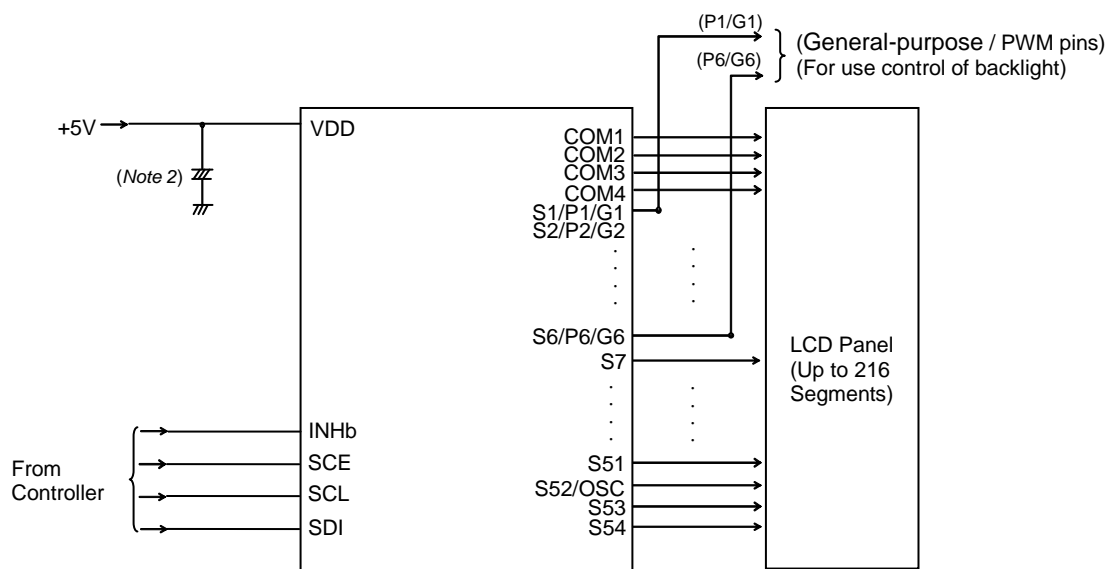 (P1/G1)
(P6/G6)
(General-purpose / PWM pins)
(For use control of backlight)
+5V
VDD
(Note 2)
COM1
COM2
COM3
COM4
S1/P1/G1
S2/P2/G2
S6/P6/G6
S7
LCD Panel
(Up to 216
Segments)
From
Controller
INHb
SCE
SCL
SDI
S51
S52/OSC
S53
S54